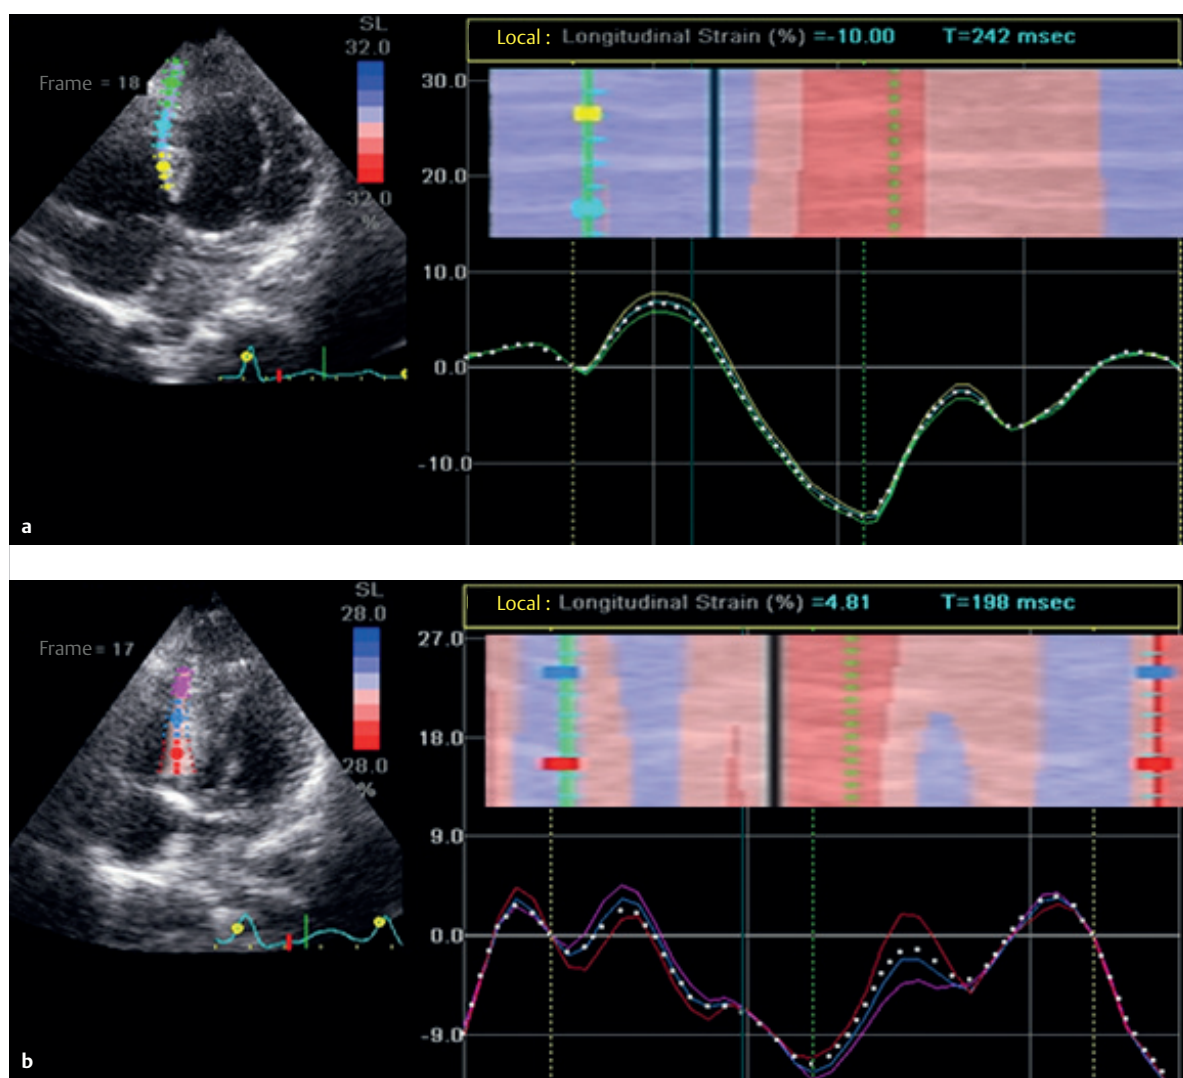 SL
32.0
Frame = 18
32.0
%
Local : Longitudinal Strain (%) =-10.00 T=242 msec
30.0
20.0
10.0
0.0
-10.0
a
SL
28.0
Frame = 17
28.0
%
Local : Longitudinal Strain (%) =4.81 T=198 msec
27.0
18.0
9.0
0.0
-9.0
b